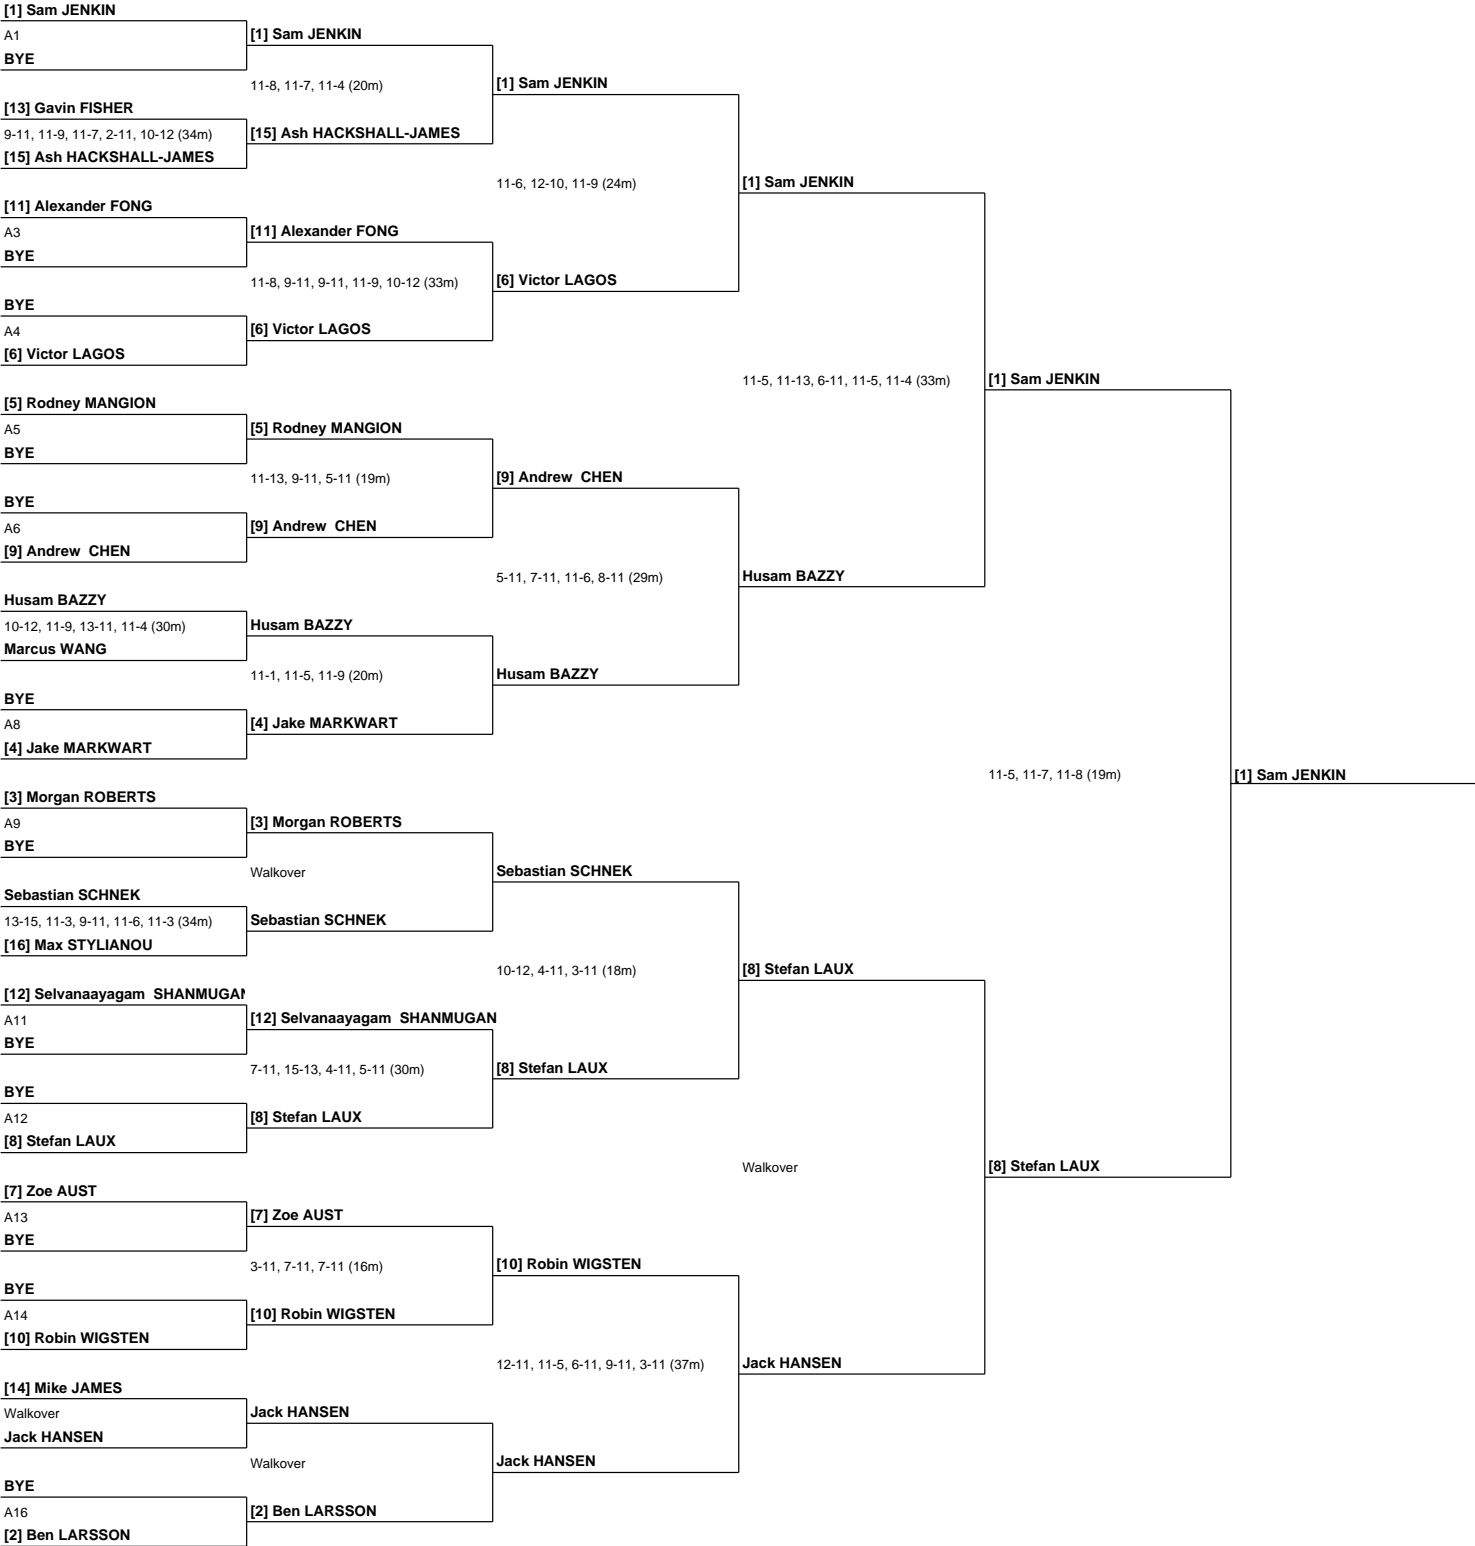 [1] Sam JENKIN
A1
BYE
[13] Gavin FISHER
9-11, 11-9, 11-7, 2-11, 10-12 (34m)
[15] Ash HACKSHALL-JAMES
[11] Alexander FONG
A3
BYE
BYE
A4
[6] Victor LAGOS
[5] Rodney MANGION
A5
BYE
BYE
A6
[9] Andrew  CHEN
Husam BAZZY
10-12, 11-9, 13-11, 11-4 (30m)
Marcus WANG
BYE
A8
[4] Jake MARKWART
[3] Morgan ROBERTS
A9
BYE
Sebastian SCHNEK
13-15, 11-3, 9-11, 11-6, 11-3 (34m)
[16] Max STYLIANOU
[12] Selvanaayagam  SHANMUGAN
A11
BYE
BYE
A12
[8] Stefan LAUX
[7] Zoe AUST
A13
BYE
BYE
A14
[10] Robin WIGSTEN
[14] Mike JAMES
Walkover
Jack HANSEN
BYE
A16
[2] Ben LARSSON
[1] Sam JENKIN
11-8, 11-7, 11-4 (20m)
[15] Ash HACKSHALL-JAMES
[11] Alexander FONG
11-8, 9-11, 9-11, 11-9, 10-12 (33m)
[6] Victor LAGOS
[5] Rodney MANGION
11-13, 9-11, 5-11 (19m)
[9] Andrew  CHEN
Husam BAZZY
11-1, 11-5, 11-9 (20m)
[4] Jake MARKWART
[3] Morgan ROBERTS
Walkover
Sebastian SCHNEK
[12] Selvanaayagam  SHANMUGAN
7-11, 15-13, 4-11, 5-11 (30m)
[8] Stefan LAUX
[7] Zoe AUST
3-11, 7-11, 7-11 (16m)
[10] Robin WIGSTEN
Jack HANSEN
Walkover
[2] Ben LARSSON
[1] Sam JENKIN
11-6, 12-10, 11-9 (24m)
[6] Victor LAGOS
[9] Andrew  CHEN
5-11, 7-11, 11-6, 8-11 (29m)
Husam BAZZY
Sebastian SCHNEK
10-12, 4-11, 3-11 (18m)
[8] Stefan LAUX
[10] Robin WIGSTEN
12-11, 11-5, 6-11, 9-11, 3-11 (37m)
Jack HANSEN
[1] Sam JENKIN
11-5, 11-13, 6-11, 11-5, 11-4 (33m)
Husam BAZZY
[8] Stefan LAUX
Walkover
Jack HANSEN
[1] Sam JENKIN
11-5, 11-7, 11-8 (19m)
[8] Stefan LAUX
[1] Sam JENKIN